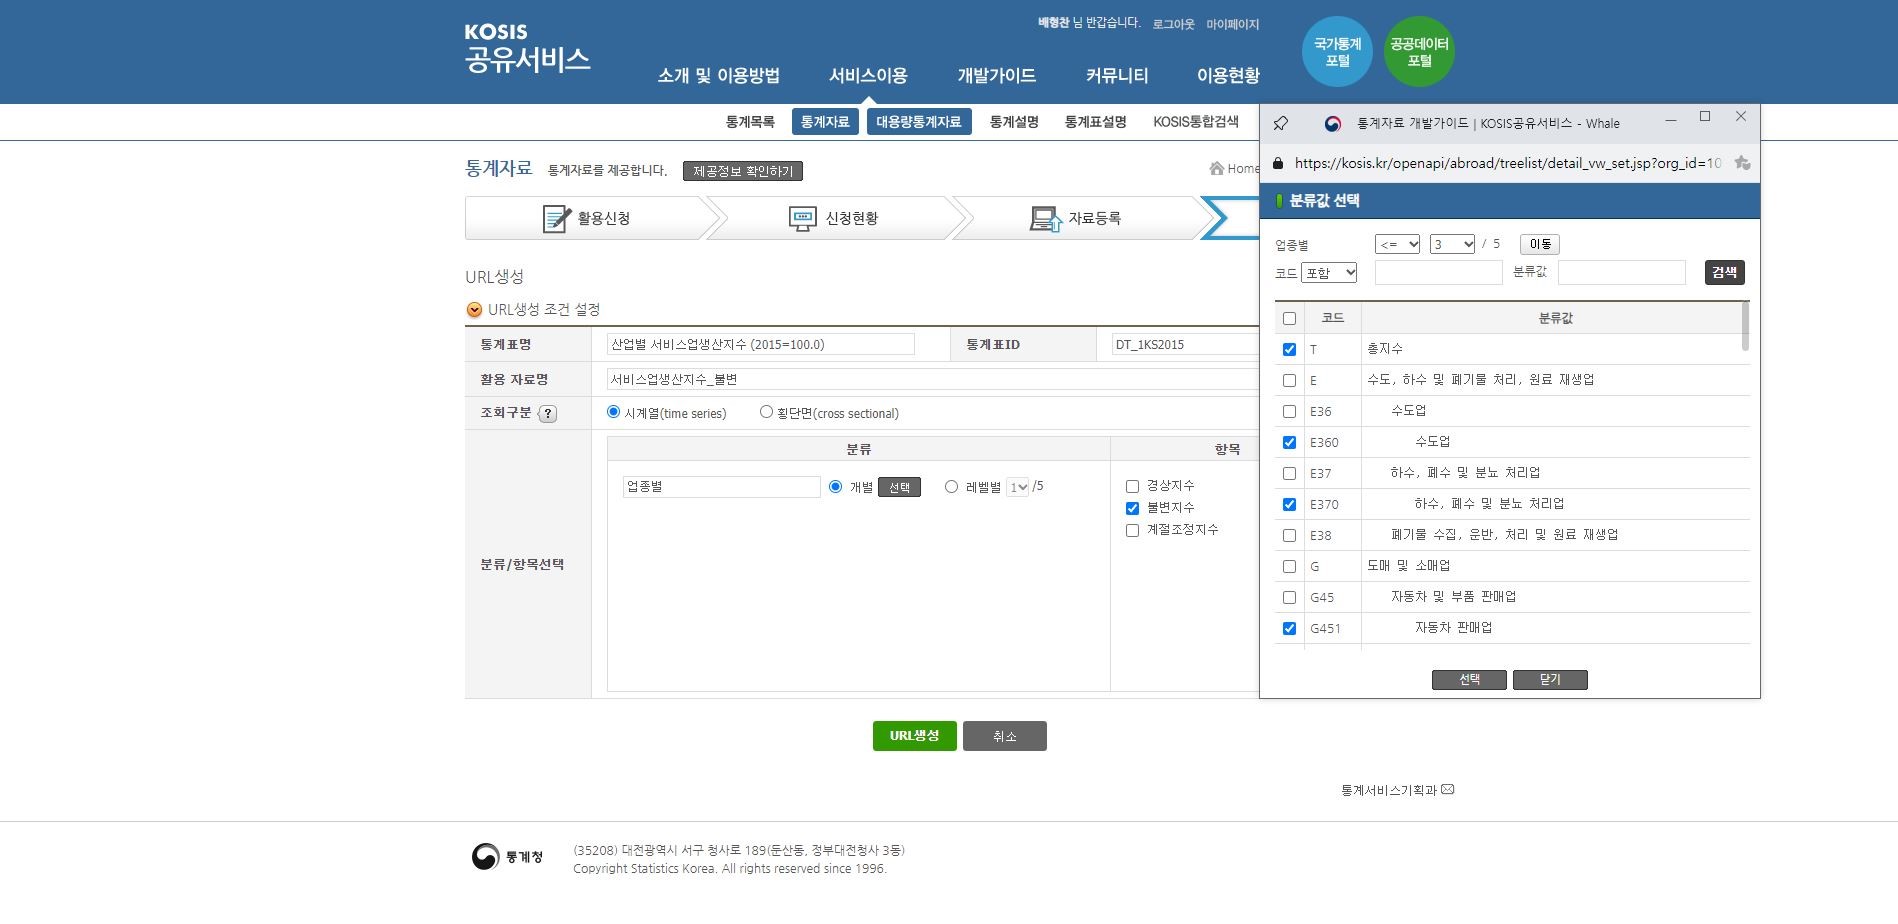 KOSIS
공유서비스
배형찬 님 반갑습니다. 로그아웃 마이페이지
소개 및 이용방법 서비스이용 개발가이드 커뮤니티 이용현황
국가통계
포털
공공데이터
포털
통계목록 통계자료 대용량통계자료 통계설명 통계표설명 KOSIS통합검색
통계자료 통계자료를 제공합니다. 제공정보 확인하기
Home
활용신청 신청현황 자료등록
URL생성
URL생성 조건 설정
통계표명 산업별 서비스업생산지수 (2015=100.0) 통계표ID DT_1KS2015
활용 자료명 서비스업생산지수_불변
조회구분 ? 시계열(time series) 횡단면(cross sectional)
분류/항목선택
분류 항목
업종별 개별 선택 레벨별 1 /5
경상지수
불변지수
계절조정지수
URL생성 취소
통계서비스기획과
통계청
(35208) 대전광역시 서구 청사로 189(둔산동, 정부대전청사 3동)
Copyright Statistics Korea. All rights reserved since 1996.
통계자료 개발가이드 | KOSIS공유서비스 - Whale
https://kosis.kr/openapi/abroad/treelist/detail_vw_set.jsp?org_id=10
분류값 선택
업종별 <= 3 / 5 이동
코드 포함 분류값 검색
코드 분류값
T 총지수
E 수도, 하수 및 폐기물 처리, 원료 재생업
E36 수도업
E360 수도업
E37 하수, 폐수 및 분뇨 처리업
E370 하수, 폐수 및 분뇨 처리업
E38 폐기물 수집, 운반, 처리 및 원료 재생업
G 도매 및 소매업
G45 자동차 및 부품 판매업
G451 자동차 판매업
선택 닫기